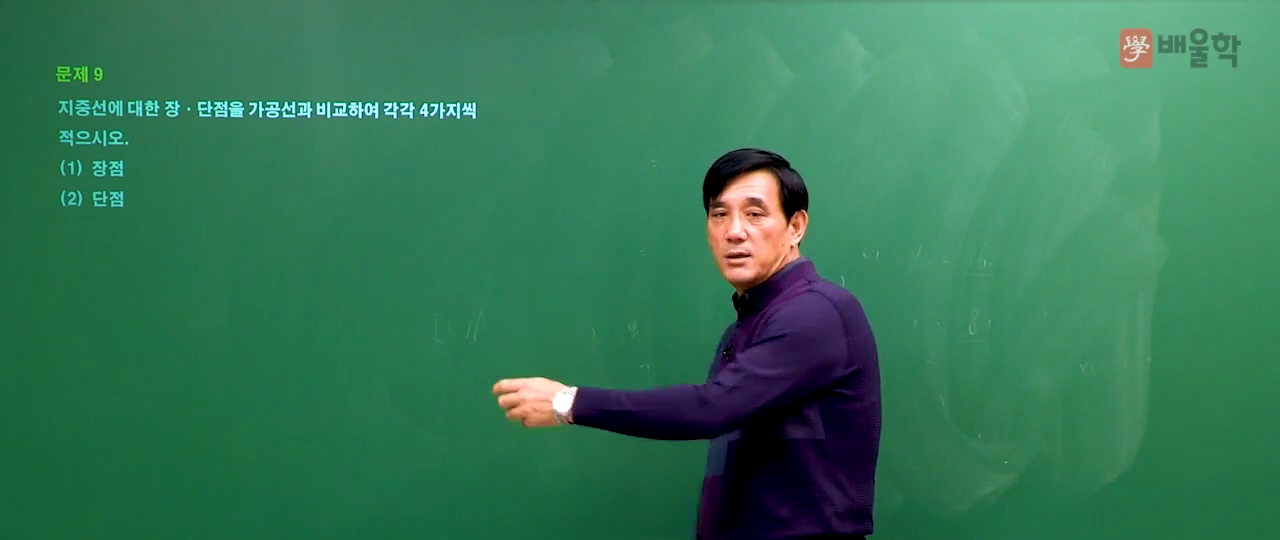 學 배울학
문제 9
지중선에 대한 장 · 단점을 가공선과 비교하여 각각 4가지씩
적으시오.
(1) 장점
(2) 단점